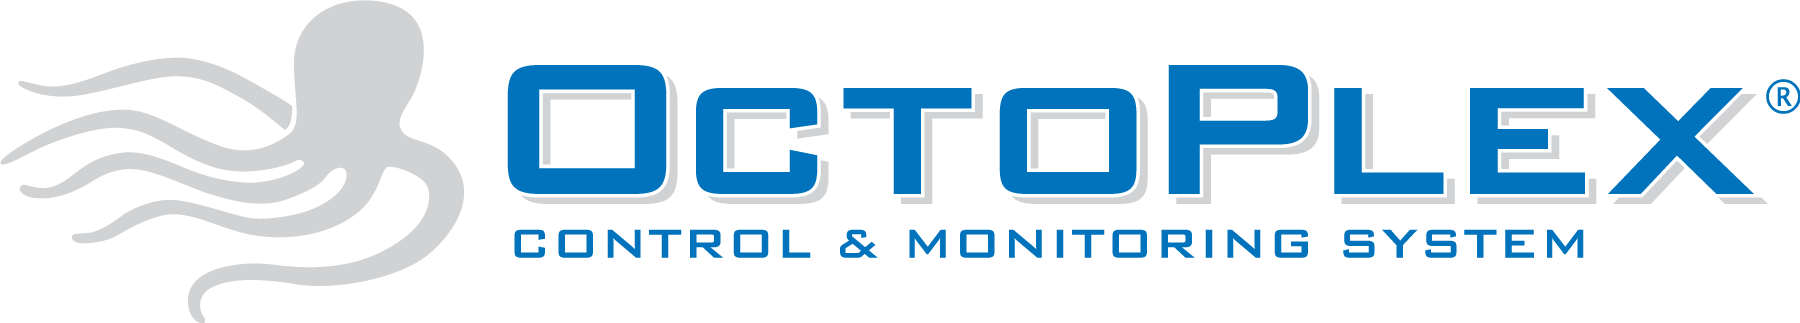 OctoPlex®
CONTROL & MONITORING SYSTEM